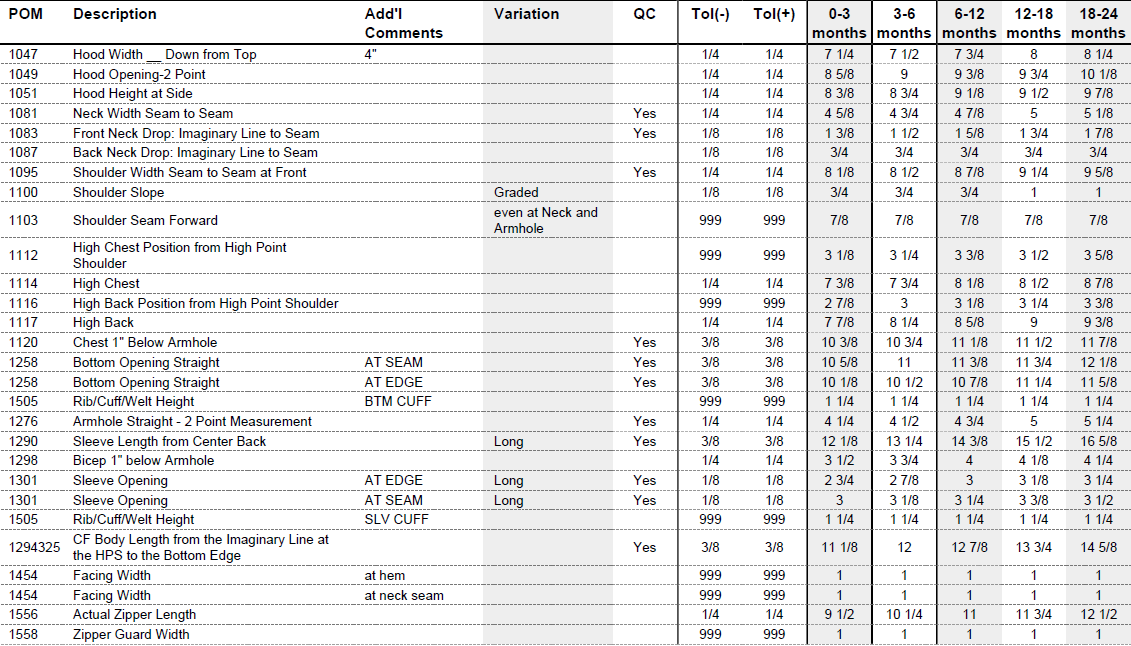 POM Description Add'l Comments Variation QC Tol(-) Tol(+) 0-3 months 3-6 months 6-12 months 12-18 months 18-24 months
1047 Hood Width __ Down from Top 4" 1/4 1/4 7 1/4 7 1/2 7 3/4 8 8 1/4
1049 Hood Opening-2 Point 1/4 1/4 8 5/8 9 9 3/8 9 3/4 10 1/8
1051 Hood Height at Side 1/4 1/4 8 3/8 8 3/4 9 1/8 9 1/2 9 7/8
1081 Neck Width Seam to Seam Yes 1/4 1/4 4 5/8 4 3/4 4 7/8 5 5 1/8
1083 Front Neck Drop: Imaginary Line to Seam Yes 1/8 1/8 1 3/8 1 1/2 1 5/8 1 3/4 1 7/8
1087 Back Neck Drop: Imaginary Line to Seam 1/8 1/8 3/4 3/4 3/4 3/4 3/4
1095 Shoulder Width Seam to Seam at Front Yes 1/4 1/4 8 1/8 8 1/2 8 7/8 9 1/4 9 5/8
1100 Shoulder Slope Graded 1/8 1/8 3/4 3/4 3/4 1 1
1103 Shoulder Seam Forward even at Neck and Armhole 999 999 7/8 7/8 7/8 7/8 7/8
1112 High Chest Position from High Point Shoulder 999 999 3 1/8 3 1/4 3 3/8 3 1/2 3 5/8
1114 High Chest 1/4 1/4 7 3/8 7 3/4 8 1/8 8 1/2 8 7/8
1116 High Back Position from High Point Shoulder 999 999 2 7/8 3 3 1/8 3 1/4 3 3/8
1117 High Back 1/4 1/4 7 7/8 8 1/4 8 5/8 9 9 3/8
1120 Chest 1" Below Armhole Yes 3/8 3/8 10 3/8 10 3/4 11 1/8 11 1/2 11 7/8
1258 Bottom Opening Straight AT SEAM Yes 3/8 3/8 10 5/8 11 11 3/8 11 3/4 12 1/8
1258 Bottom Opening Straight AT EDGE Yes 3/8 3/8 10 1/8 10 1/2 10 7/8 11 1/4 11 5/8
1505 Rib/Cuff/Welt Height BTM CUFF 999 999 1 1/4 1 1/4 1 1/4 1 1/4 1 1/4
1276 Armhole Straight - 2 Point Measurement Yes 1/4 1/4 4 1/4 4 1/2 4 3/4 5 5 1/4
1290 Sleeve Length from Center Back Long Yes 3/8 3/8 12 1/8 13 1/4 14 3/8 15 1/2 16 5/8
1298 Bicep 1" below Armhole 1/4 1/4 3 1/2 3 3/4 4 4 1/8 4 1/4
1301 Sleeve Opening AT EDGE Long Yes 1/8 1/8 2 3/4 2 7/8 3 3 1/8 3 1/4
1301 Sleeve Opening AT SEAM Long Yes 1/8 1/8 3 3 1/8 3 1/4 3 3/8 3 1/2
1505 Rib/Cuff/Welt Height SLV CUFF 999 999 1 1/4 1 1/4 1 1/4 1 1/4 1 1/4
1294325 CF Body Length from the Imaginary Line at the HPS to the Bottom Edge Yes 3/8 3/8 11 1/8 12 12 7/8 13 3/4 14 5/8
1454 Facing Width at hem 999 999 1 1 1 1 1
1454 Facing Width at neck seam 999 999 1 1 1 1 1
1556 Actual Zipper Length 1/4 1/4 9 1/2 10 1/4 11 11 3/4 12 1/2
1558 Zipper Guard Width 999 999 1 1 1 1 1